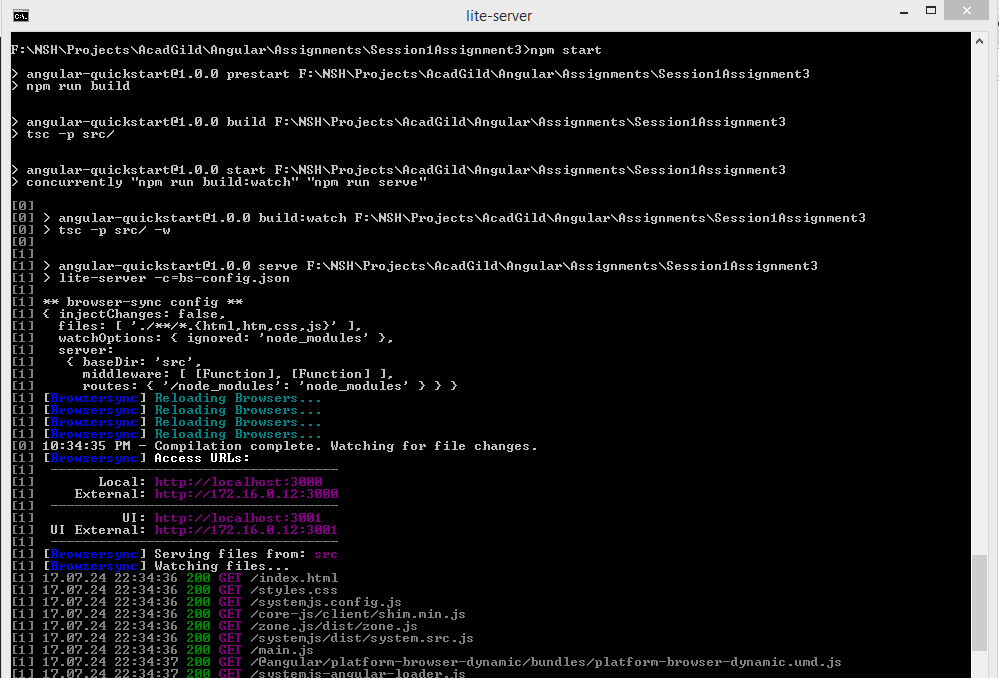 lite-server
F:\NSH\Projects\AcadGild\Angular\Assignments\Session1Assignment3>npm start
> angular-quickstart@1.0.0 prestart F:\NSH\Projects\AcadGild\Angular\Assignments\Session1Assignment3
> npm run build
> angular-quickstart@1.0.0 build F:\NSH\Projects\AcadGild\Angular\Assignments\Session1Assignment3
> tsc -p src/
> angular-quickstart@1.0.0 start F:\NSH\Projects\AcadGild\Angular\Assignments\Session1Assignment3
> concurrently "npm run build:watch" "npm run serve"
[0]
[0] > angular-quickstart@1.0.0 build:watch F:\NSH\Projects\AcadGild\Angular\Assignments\Session1Assignment3
[0] > tsc -p src/ -w
[0]
[1]
[1] > angular-quickstart@1.0.0 serve F:\NSH\Projects\AcadGild\Angular\Assignments\Session1Assignment3
[1] > lite-server -c=bs-config.json
[1]
[1] ** browser-sync config **
[1] { injectChanges: false,
[1]   files: [ './**/*.{html,htm,css,js}' ],
[1]   watchOptions: { ignored: 'node_modules' },
[1]   server:
[1]    { baseDir: 'src',
[1]      middleware: [ [Function], [Function] ],
[1]      routes: { '/node_modules': 'node_modules' } } }
[1] [Browsersync] Reloading Browsers...
[1] [Browsersync] Reloading Browsers...
[1] [Browsersync] Reloading Browsers...
[1] [Browsersync] Reloading Browsers...
[0] 10:34:35 PM - Compilation complete. Watching for file changes.
[1] [Browsersync] Access URLs:
[1]  ------------------------------------
[1]        Local: http://localhost:3000
[1]     External: http://172.16.0.12:3000
[1]  ------------------------------------
[1]           UI: http://localhost:3001
[1]  UI External: http://172.16.0.12:3001
[1]  ------------------------------------
[1] [Browsersync] Serving files from: src
[1] [Browsersync] Watching files...
[1] 17.07.24 22:34:36 200 GET /index.html
[1] 17.07.24 22:34:36 200 GET /styles.css
[1] 17.07.24 22:34:36 200 GET /systemjs.config.js
[1] 17.07.24 22:34:36 200 GET /core-js/client/shim.min.js
[1] 17.07.24 22:34:36 200 GET /zone.js/dist/zone.js
[1] 17.07.24 22:34:36 200 GET /systemjs/dist/system.src.js
[1] 17.07.24 22:34:36 200 GET /main.js
[1] 17.07.24 22:34:37 200 GET /@angular/platform-browser-dynamic/bundles/platform-browser-dynamic.umd.js
[1] 17.07.24 22:34:37 200 GET /systemjs-angular-loader.js